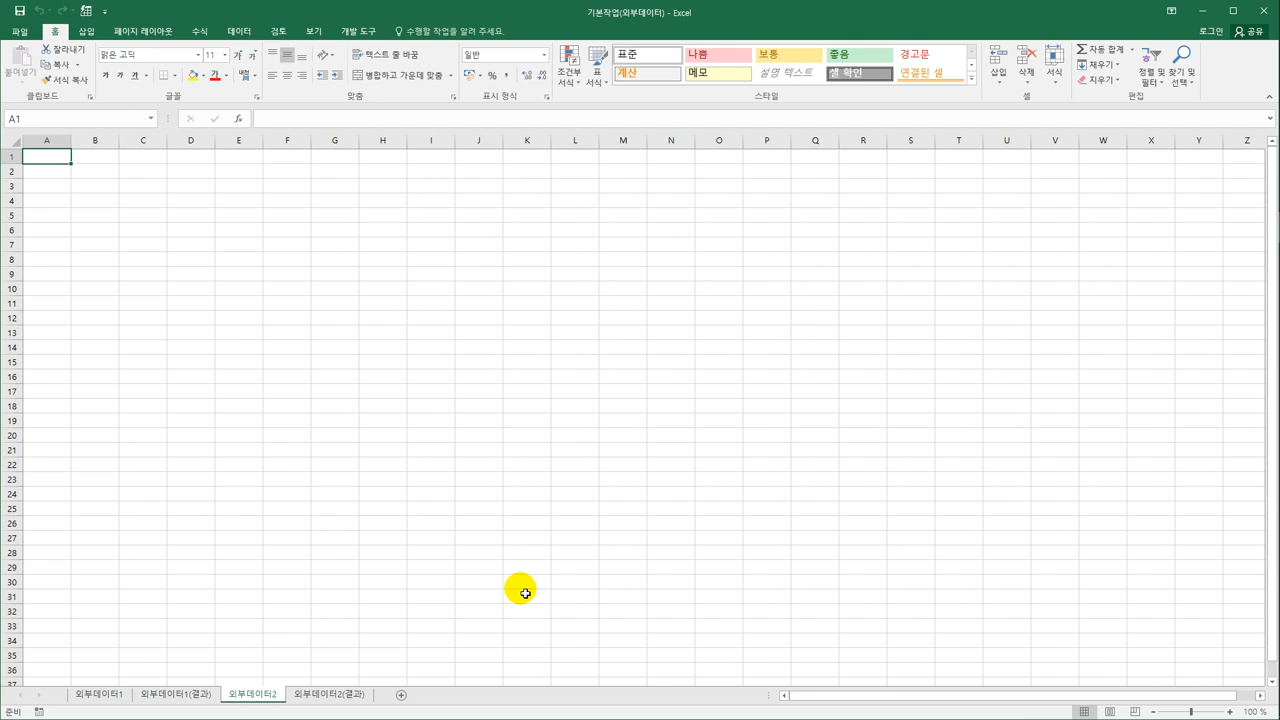 기본작업(외부데이터) - Excel
파일 홈 삽입 페이지 레이아웃 수식 데이터 검토 보기 개발 도구 수행할 작업을 알려 주세요. 로그인 공유
붙여넣기 잘라내기 복사 서식 복사 클립보드
맑은 고딕 11 가 가 가 가 가 글꼴
텍스트 줄 바꿈 병합하고 가운데 맞춤 맞춤
일반 % 표시 형식
조건부 서식 표 서식
표준 나쁨 보통 좋음 경고문
계산 메모 설명 텍스트 셀 확인 연결된 셀
스타일
삽입 삭제 서식 셀
자동 합계 채우기 지우기 정렬 및 필터 찾기 및 선택 편집
A1 fx
A B C D E F G H I J K L M N O P Q R S T U V W X Y Z
1
2
3
4
5
6
7
8
9
10
11
12
13
14
15
16
17
18
19
20
21
22
23
24
25
26
27
28
29
30
31
32
33
34
35
36
외부데이터1 외부데이터1(결과) 외부데이터2 외부데이터2(결과)
준비 100 %